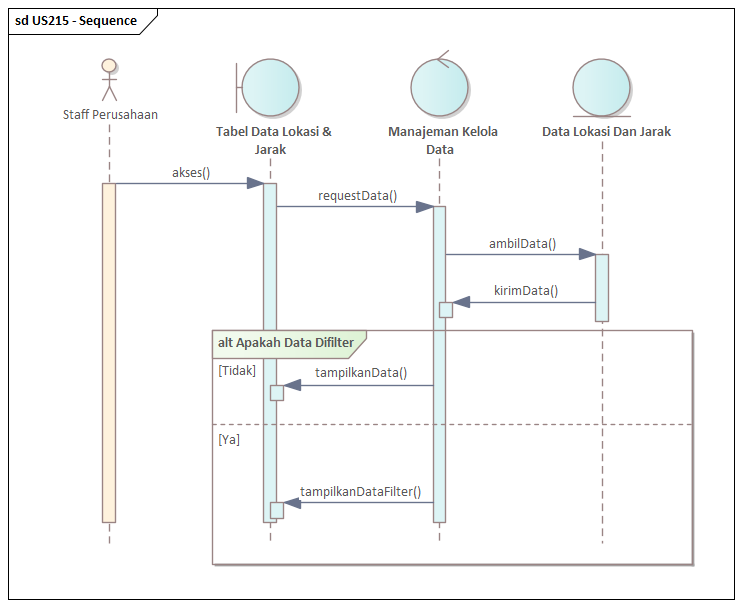 sd US215 - Sequence
Staff Perusahaan
Tabel Data Lokasi &
Jarak
Manajeman Kelola
Data
Data Lokasi Dan Jarak
akses()
requestData()
ambilData()
kirimData()
alt Apakah Data Difilter
[Tidak]
tampilkanData()
[Ya]
tampilkanDataFilter()